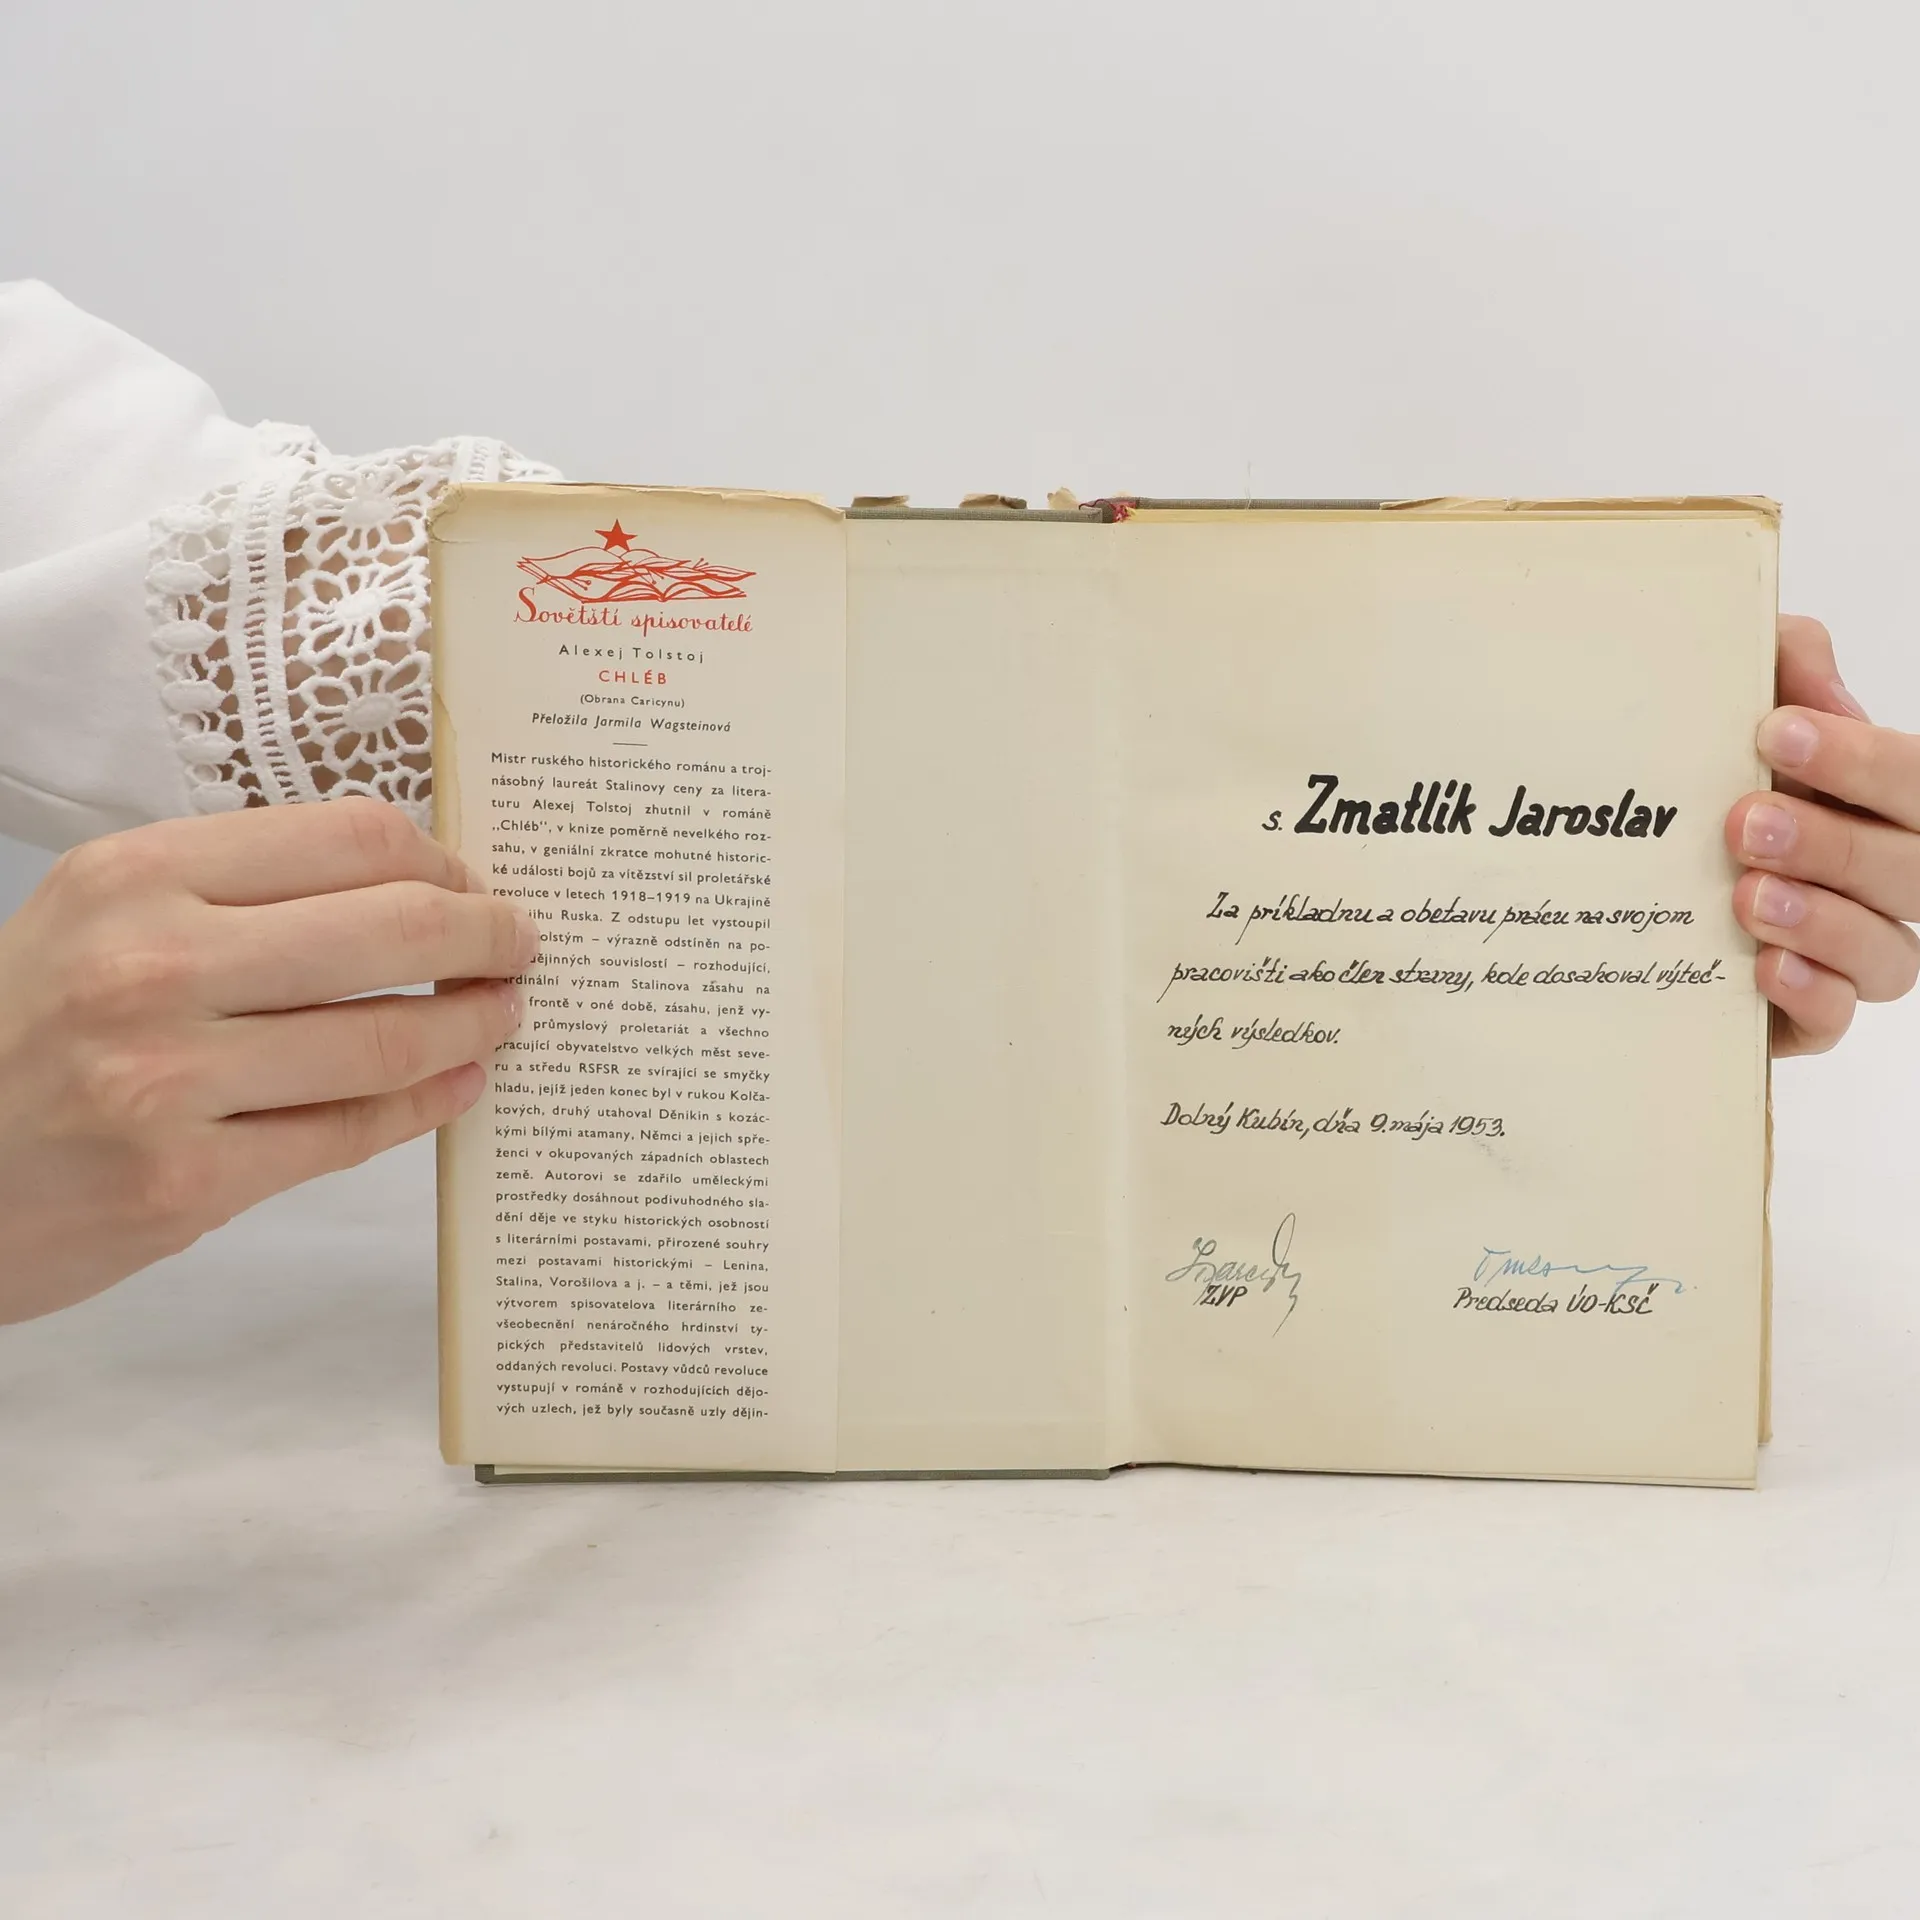 Sovětští spisovatelé
Alexej Tolstoj
CHLÉB
(Obrana Caricynu)
Přeložila Jarmila Wagsteinová
Mistr ruského historického románu a troj-
násobný laureát Stalinovy ceny za litera-
turu Alexej Tolstoj zhutnil v románě
„Chléb“, v knize poměrně nevelkého roz-
sahu, v geniální zkratce mohutné historic-
ké události bojů za vítězství sil proletářské
revoluce v letech 1918–1919 na Ukrajině
jihu Ruska. Z odstupu let vystoupil
olstým – výrazně odstíněn na po-
dějinných souvislostí – rozhodující,
kardinální význam Stalinova zásahu na
frontě v oné době, zásahu, jenž vy-
průmyslový proletariát a všechno
pracující obyvatelstvo velkých měst seve-
ru a středu RSFSR ze svírající se smyčky
hladu, jejíž jeden konec byl v rukou Kolča-
kových, druhý utahoval Děnikin s kozác-
kými bílými atamany, Němci a jejich spře-
ženci v okupovaných západních oblastech
země. Autorovi se zdařilo uměleckými
prostředky dosáhnout podivuhodného sla-
dění děje ve styku historických osobností
s literárními postavami, přirozené souhry
mezi postavami historickými – Lenina,
Stalina, Vorošilova a j. – a těmi, jež jsou
výtvorem spisovatelova literárního ze-
všeobecnění nenáročného hrdinství ty-
pických představitelů lidových vrstev,
oddaných revoluci. Postavy vůdců revoluce
vystupují v románě v rozhodujících dějo-
vých uzlech, jež byly současně uzly dějin-
s. Zmatlík Jaroslav
Za príkladnu a obetavu prácu na svojom
pracovišti ako člen strany, kde dosahoval výteč-
ných výsledkov.
Dolný Kubín, dňa 9. mája 1953.
ZVP
Predseda ÚO-KSČ